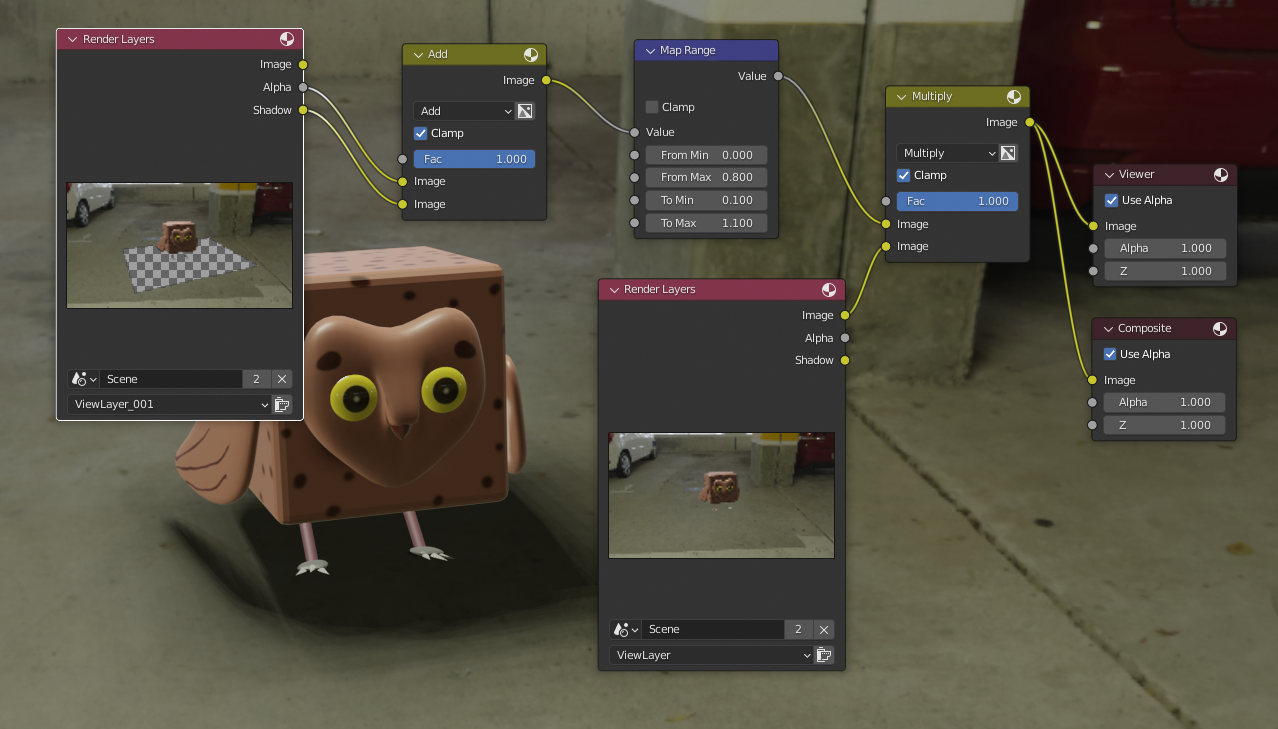 Render Layers
Image
Alpha
Shadow
Scene
2
ViewLayer_001
Add
Image
Add
Clamp
Fac 1.000
Image
Image
Map Range
Value
Clamp
Value
From Min 0.000
From Max 0.800
To Min 0.100
To Max 1.100
Render Layers
Image
Alpha
Shadow
Scene
2
ViewLayer
Multiply
Image
Multiply
Clamp
Fac 1.000
Image
Image
Viewer
Use Alpha
Image
Alpha 1.000
Z 1.000
Composite
Use Alpha
Image
Alpha 1.000
Z 1.000